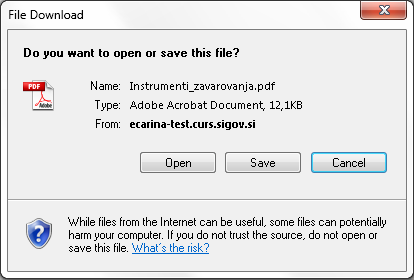 File Download
Do you want to open or save this file?
PDF
Adobe
Name: Instrumenti_zavarovanja.pdf
Type: Adobe Acrobat Document, 12,1KB
From: ecarina-test.curs.sigov.si
Open Save Cancel
While files from the Internet can be useful, some files can potentially
harm your computer. If you do not trust the source, do not open or
save this file. What's the risk?